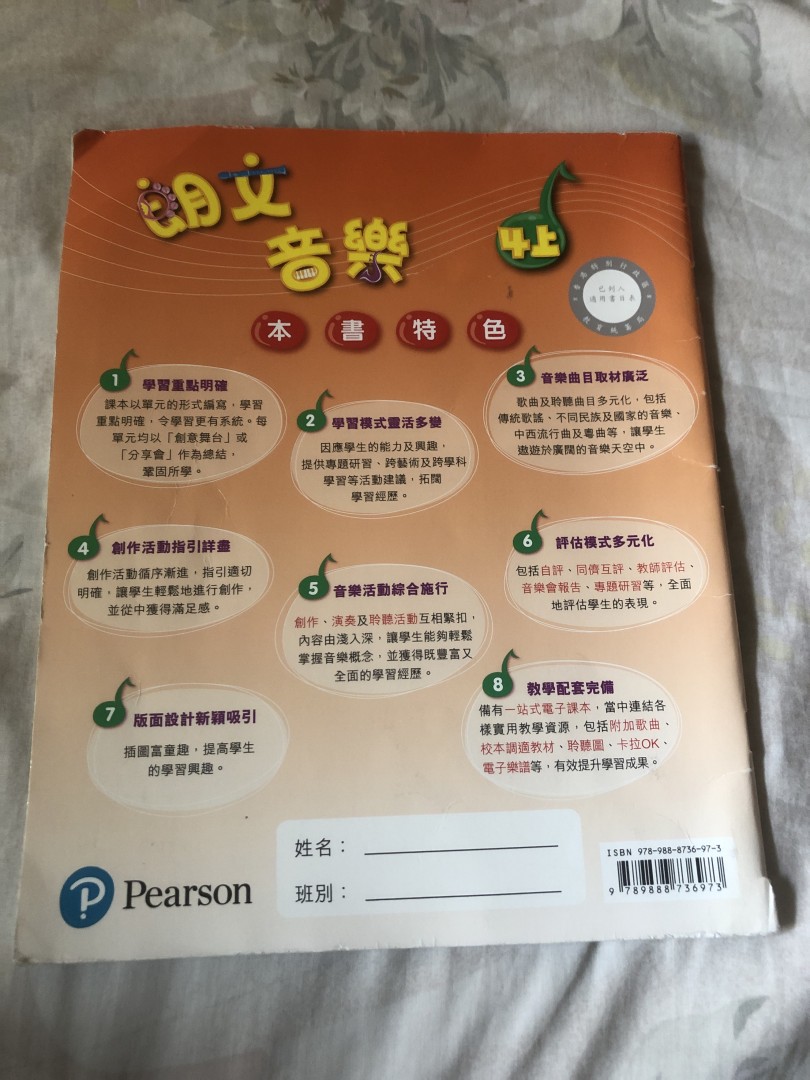 朗文
音樂
4上
香港特別行政區
已列入
適用書目表
教育統籌局
本書特色
1 學習重點明確
課本以單元的形式編寫，學習
重點明確，令學習更有系統。每
單元均以「創意舞台」或
「分享會」作為總結，
鞏固所學。
2 學習模式靈活多變
因應學生的能力及興趣，
提供專題研習、跨藝術及跨學科
學習等活動建議，拓闊
學習經歷。
3 音樂曲目取材廣泛
歌曲及聆聽曲目多元化，包括
傳統歌謠、不同民族及國家的音樂、
中西流行曲及粵曲等，讓學生
遨遊於廣闊的音樂天空中。
4 創作活動指引詳盡
創作活動循序漸進，指引適切
明確，讓學生輕鬆地進行創作，
並從中獲得滿足感。
5 音樂活動綜合施行
創作、演奏及聆聽活動互相緊扣，
內容由淺入深，讓學生能夠輕鬆
掌握音樂概念，並獲得既豐富又
全面的學習經歷。
6 評估模式多元化
包括自評、同儕互評、教師評估、
音樂會報告、專題研習等，全面
地評估學生的表現。
7 版面設計新穎吸引
插圖富童趣，提高學生
的學習興趣。
8 教學配套完備
備有一站式電子課本，當中連結各
樣實用教學資源，包括附加歌曲、
校本調適教材、聆聽圖、卡拉OK、
電子樂譜等，有效提升學習成果。
姓名：
班別：
Pearson
ISBN 978-988-8736-97-3
9 789888 736973